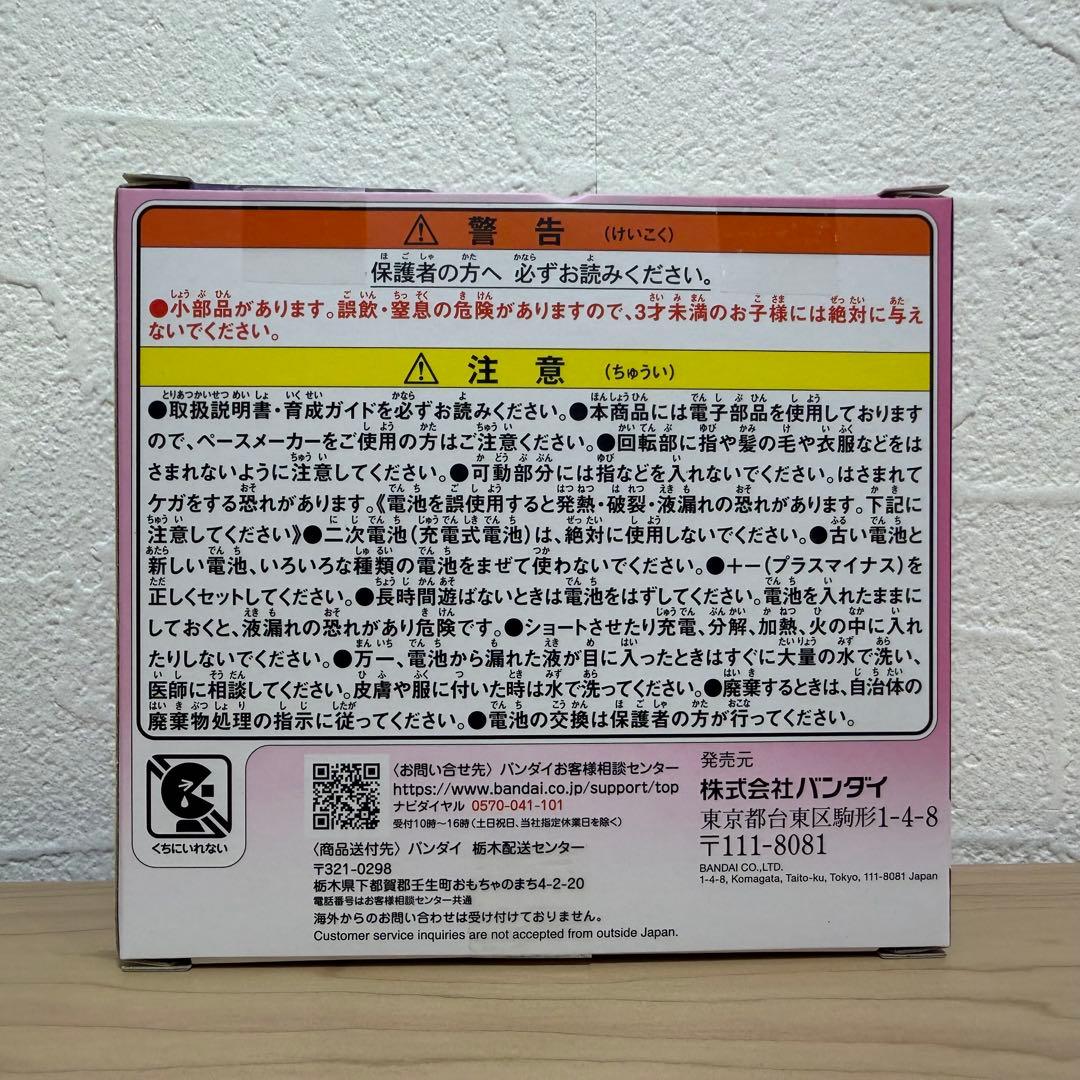 警告 (けいこく)
保護者の方へ 必ずお読みください。
●小部品があります。誤飲・窒息の危険がありますので、3才未満のお子様には絶対に与え
ないでください。
注意 (ちゅうい)
●取扱説明書・育成ガイドを必ずお読みください。●本商品には電子部品を使用しております
ので、ペースメーカーをご使用の方はご注意ください。●回転部に指や髪の毛や衣服などをは
さまれないように注意してください。●可動部分には指などを入れないでください。はさまれて
ケガをする恐れがあります。《電池を誤使用すると発熱・破裂・液漏れの恐れがあります。下記に
注意してください》●二次電池(充電式電池)は、絶対に使用しないでください。●古い電池と
新しい電池、いろいろな種類の電池をまぜて使わないでください。●+−(プラスマイナス)を
正しくセットしてください。●長時間遊ばないときは電池をはずしてください。電池を入れたままに
しておくと、液漏れの恐れがあり危険です。●ショートさせたり充電、分解、加熱、火の中に入れ
たりしないでください。●万一、電池から漏れた液が目に入ったときはすぐに大量の水で洗い、
医師に相談してください。皮膚や服に付いた時は水で洗ってください。●廃棄するときは、自治体の
廃棄物処理の指示に従ってください。●電池の交換は保護者の方が行ってください。
くちにいれない
〈お問い合せ先〉バンダイお客様相談センター
https://www.bandai.co.jp/support/top
ナビダイヤル 0570-041-101
受付10時〜16時(土日祝日、当社指定休業日を除く)
〈商品送付先〉バンダイ 栃木配送センター
〒321-0298
栃木県下都賀郡壬生町おもちゃのまち4-2-20
電話番号はお客様相談センター共通
海外からのお問い合わせは受け付けておりません。
Customer service inquiries are not accepted from outside Japan.
発売元
株式会社バンダイ
東京都台東区駒形1-4-8
〒111-8081
BANDAI CO.,LTD.
1-4-8, Komagata, Taito-ku, Tokyo, 111-8081 Japan